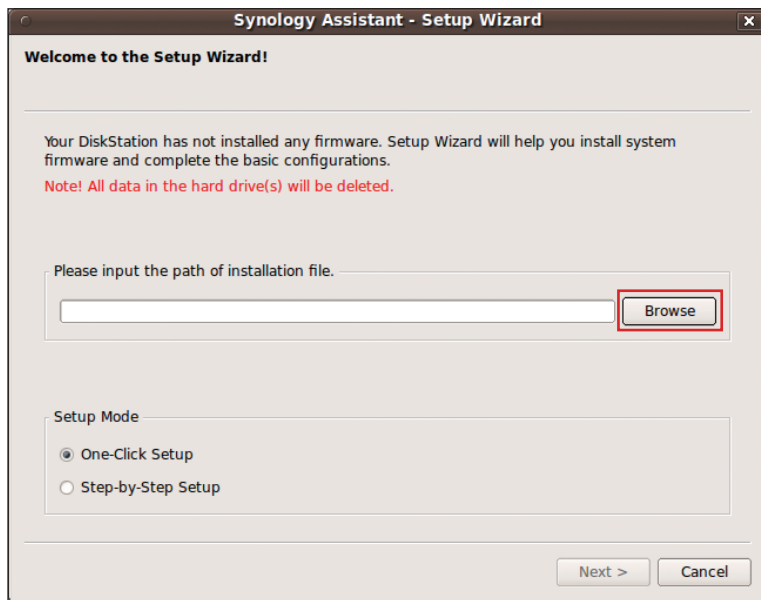 Synology Assistant - Setup Wizard
Welcome to the Setup Wizard!
Your DiskStation has not installed any firmware. Setup Wizard will help you install system
firmware and complete the basic configurations.
Note! All data in the hard drive(s) will be deleted.
Please input the path of installation file.
Browse
Setup Mode
One-Click Setup
Step-by-Step Setup
Next >
Cancel